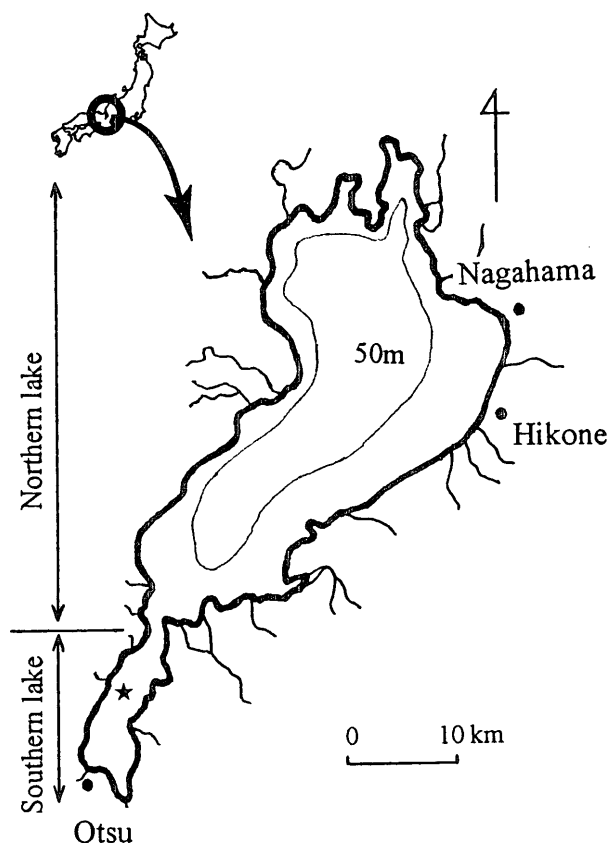 Nagahama
50m
Hikone
Northern lake
Southern lake
0 10 km
Otsu